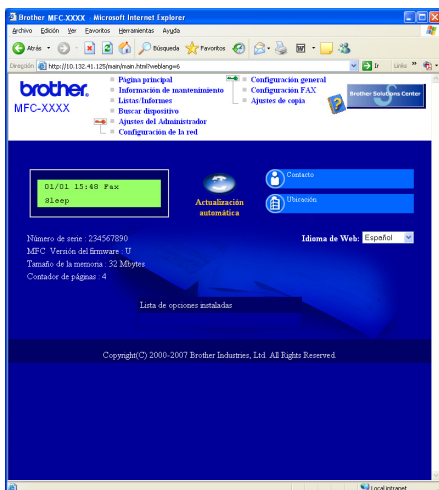 Brother MFC-XXXX - Microsoft Internet Explorer
Archivo Edición Ver Favoritos Herramientas Ayuda
Atrás Búsqueda Favoritos
Dirección http://10.132.41.125/main/main.html?weblang=6 Ir Links »
brother.
MFC-XXXX
Página principal
Información de mantenimiento
Listas/Informes
Buscar dispositivo
Ajustes del Administrador
Configuración de la red
Configuración general
Configuración FAX
Ajustes de copia
Brother Solutions Center
01/01 15:48 Fax
Sleep
Actualización
automática
Contacto
Ubicación
Número de serie : 234567890
MFC Versión del firmware : U
Tamaño de la memoria : 32 Mbytes
Contador de páginas : 4
Idioma de Web: Español
Lista de opciones instaladas
Copyright(C) 2000-2007 Brother Industries, Ltd. All Rights Reserved.
Local intranet